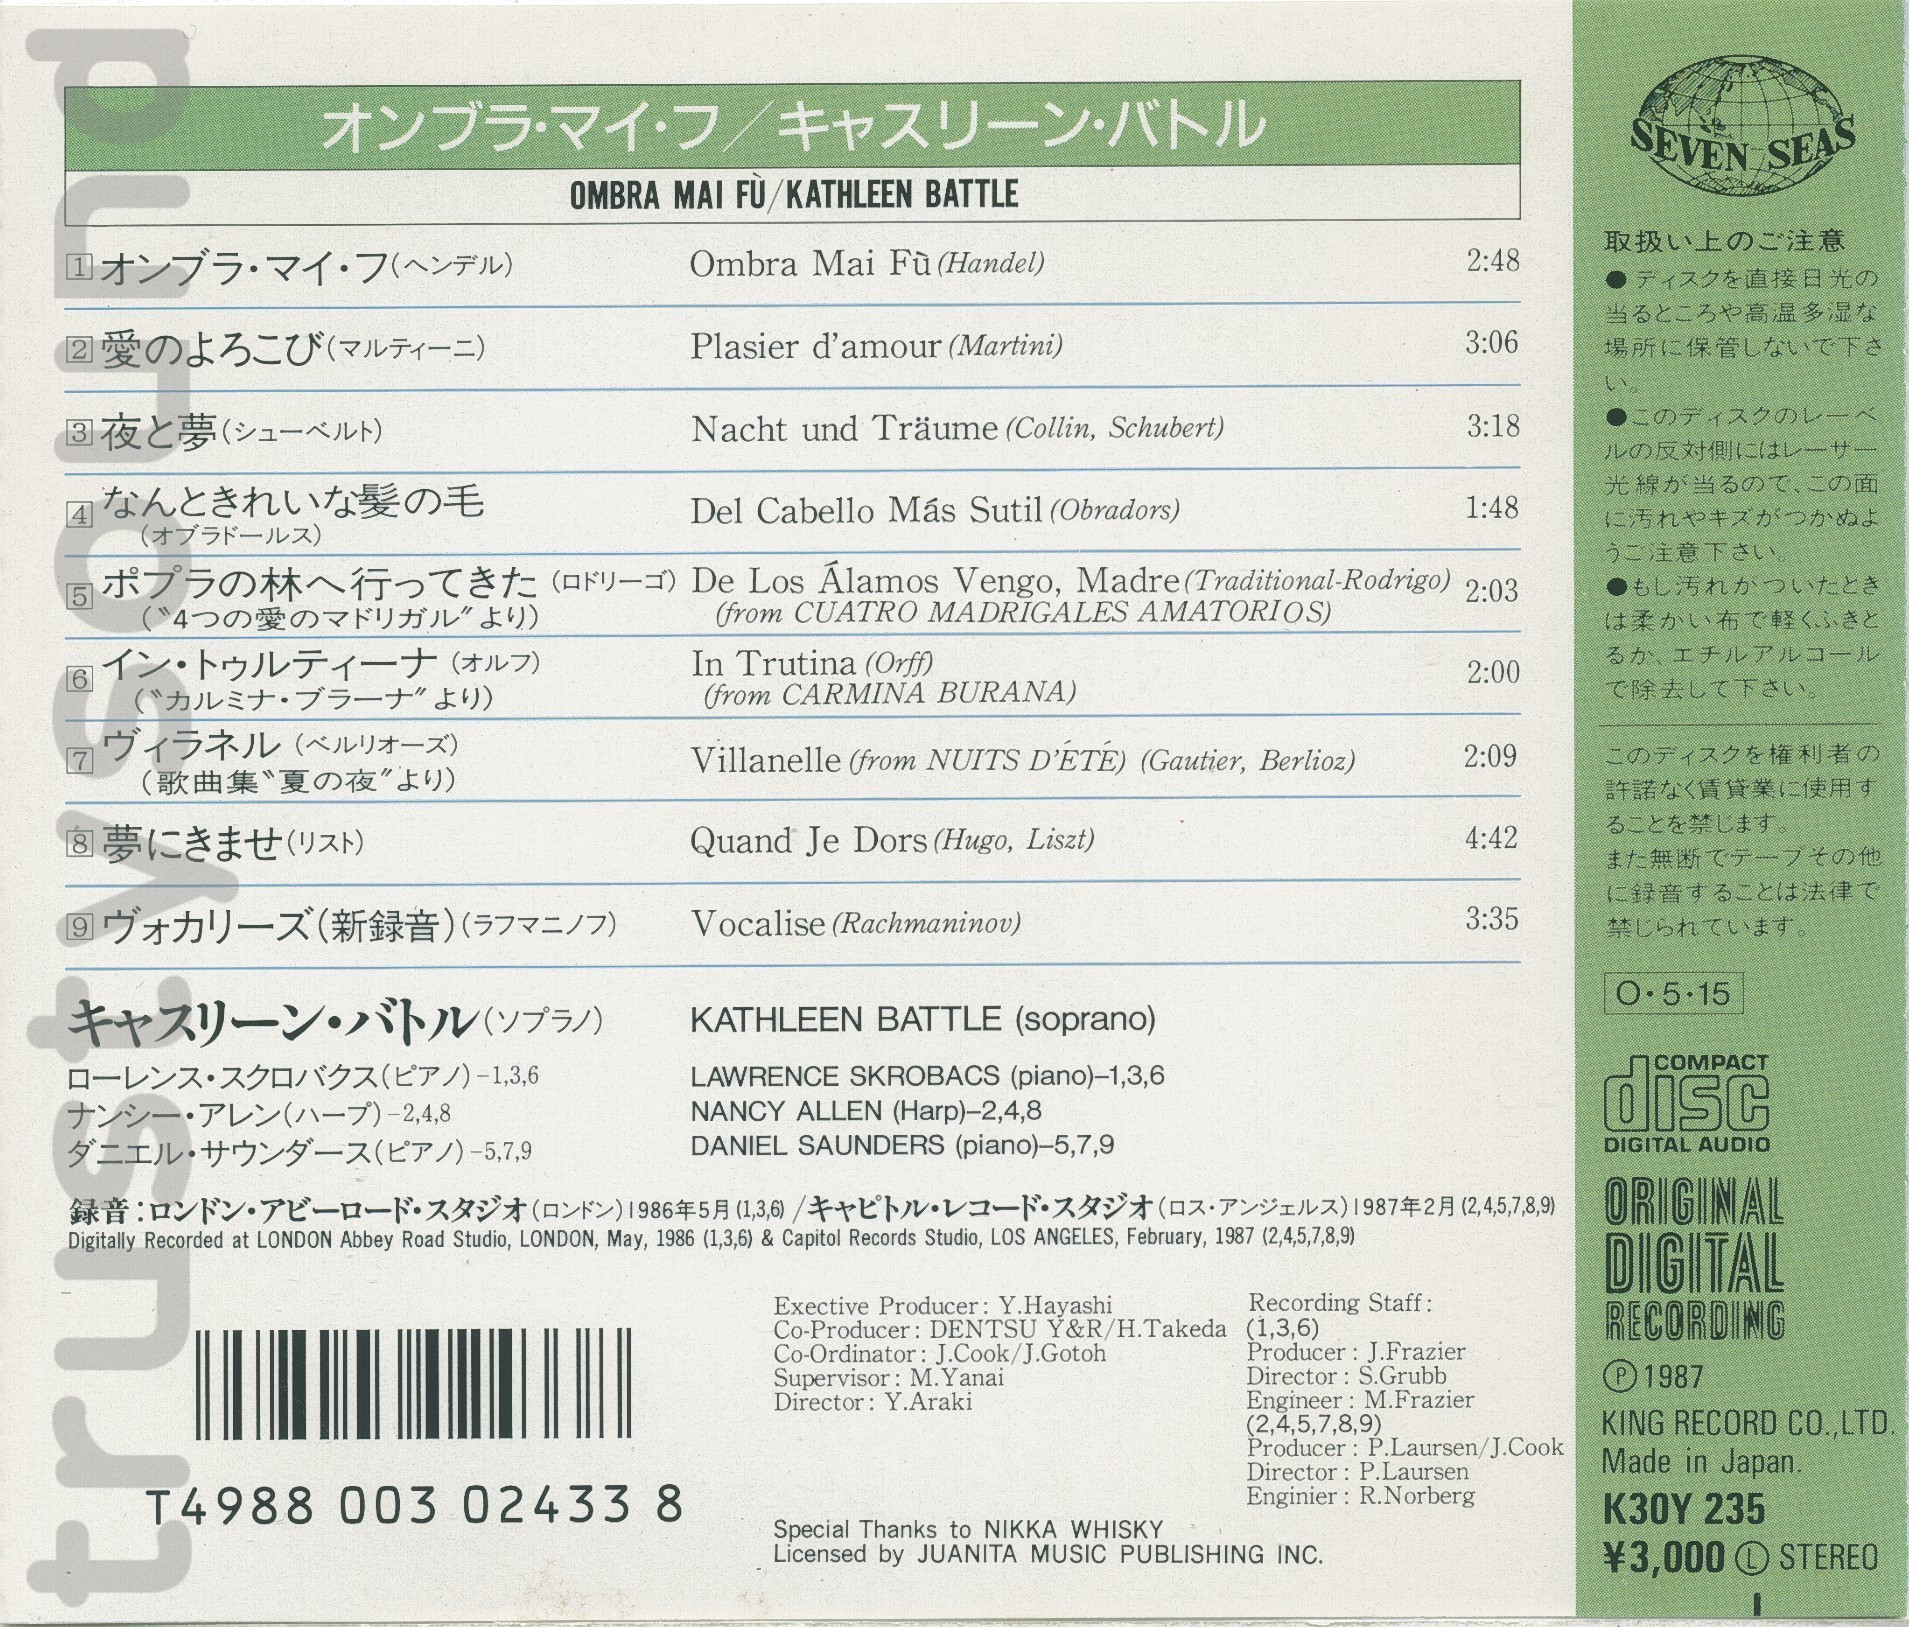 オンブラ・マイ・フ／キャスリーン・バトル
OMBRA MAI FÙ/KATHLEEN BATTLE
1 オンブラ・マイ・フ(ヘンデル) Ombra Mai Fù (Handel) 2:48
2 愛のよろこび(マルティーニ) Plasier d'amour (Martini) 3:06
3 夜と夢(シューベルト) Nacht und Träume (Collin, Schubert) 3:18
4 なんときれいな髪の毛 Del Cabello Más Sutil (Obradors) 1:48
(オブラドールス)
5 ポプラの林へ行ってきた (ロドリーゴ) De Los Álamos Vengo, Madre (Traditional-Rodrigo) 2:03
(〝4つの愛のマドリガル〞より) (from CUATRO MADRIGALES AMATORIOS)
6 イン・トゥルティーナ (オルフ) In Trutina (Orff) 2:00
(〝カルミナ・ブラーナ〞より) (from CARMINA BURANA)
7 ヴィラネル (ベルリオーズ) Villanelle (from NUITS D'ÉTÉ) (Gautier, Berlioz) 2:09
(歌曲集〝夏の夜〞より)
8 夢にきませ(リスト) Quand Je Dors (Hugo, Liszt) 4:42
9 ヴォカリーズ(新録音)(ラフマニノフ) Vocalise (Rachmaninov) 3:35
キャスリーン・バトル(ソプラノ) KATHLEEN BATTLE (soprano)
ローレンス・スクロバクス(ピアノ)−1,3,6 LAWRENCE SKROBACS (piano)–1,3,6
ナンシー・アレン(ハープ)−2,4,8 NANCY ALLEN (Harp)–2,4,8
ダニエル・サウンダース(ピアノ)−5,7,9 DANIEL SAUNDERS (piano)–5,7,9
録音:ロンドン・アビーロード・スタジオ(ロンドン)1986年5月(1,3,6)/キャピトル・レコード・スタジオ(ロス・アンジェルス)1987年2月(2,4,5,7,8,9)
Digitally Recorded at LONDON Abbey Road Studio, LONDON, May, 1986 (1,3,6) & Capitol Records Studio, LOS ANGELES, February, 1987 (2,4,5,7,8,9)
T4988 003 02433 8
Exective Producer: Y.Hayashi
Co-Producer: DENTSU Y&R/H.Takeda
Co-Ordinator: J.Cook/J.Gotoh
Supervisor: M.Yanai
Director: Y.Araki
Recording Staff:
(1,3,6)
Producer: J.Frazier
Director: S.Grubb
Engineer: M.Frazier
(2,4,5,7,8,9)
Producer: P.Laursen/J.Cook
Director: P.Laursen
Enginier: R.Norberg
Special Thanks to NIKKA WHISKY
Licensed by JUANITA MUSIC PUBLISHING INC.
SEVEN SEAS
取扱い上のご注意
●ディスクを直接日光の
当るところや高温多湿な
場所に保管しないで下さ
い。
●このディスクのレーベ
ルの反対側にはレーザー
光線が当るので、この面
に汚れやキズがつかぬよ
うご注意下さい。
●もし汚れがついたとき
は柔かい布で軽くふきと
るか、エチルアルコール
で除去して下さい。
このディスクを権利者の
許諾なく賃貸業に使用す
ることを禁じます。
また無断でテープその他
に録音することは法律で
禁じられています。
O・5・15
COMPACT
disc
DIGITAL AUDIO
ORIGINAL
DIGITAL
RECORDING
Ⓟ1987
KING RECORD CO.,LTD.
Made in Japan.
K30Y 235
¥3,000 Ⓛ STEREO
trustysound